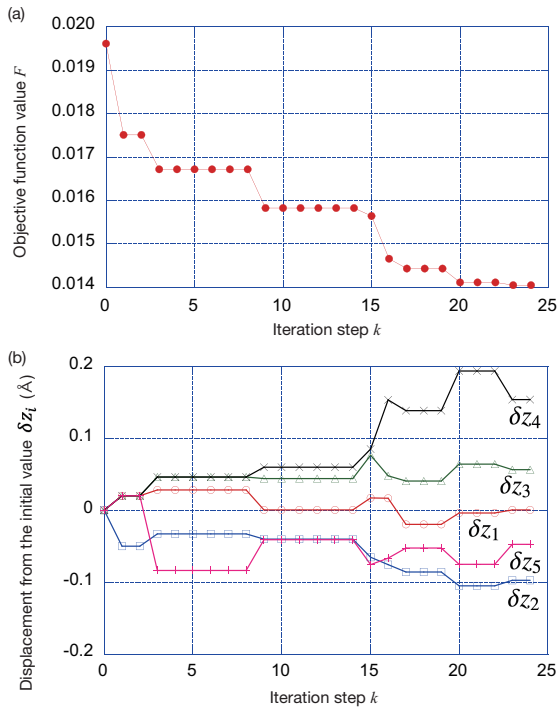 (a)
0.020
0.019
0.018
0.017
0.016
0.015
0.014
Objective function value F
0 5 10 15 20 25
Iteration step k
(b)
0.2
0.1
0
-0.1
-0.2
Displacement from the initial value δzᵢ (Å)
δz₄
δz₃
δz₁
δz₅
δz₂
0 5 10 15 20 25
Iteration step k